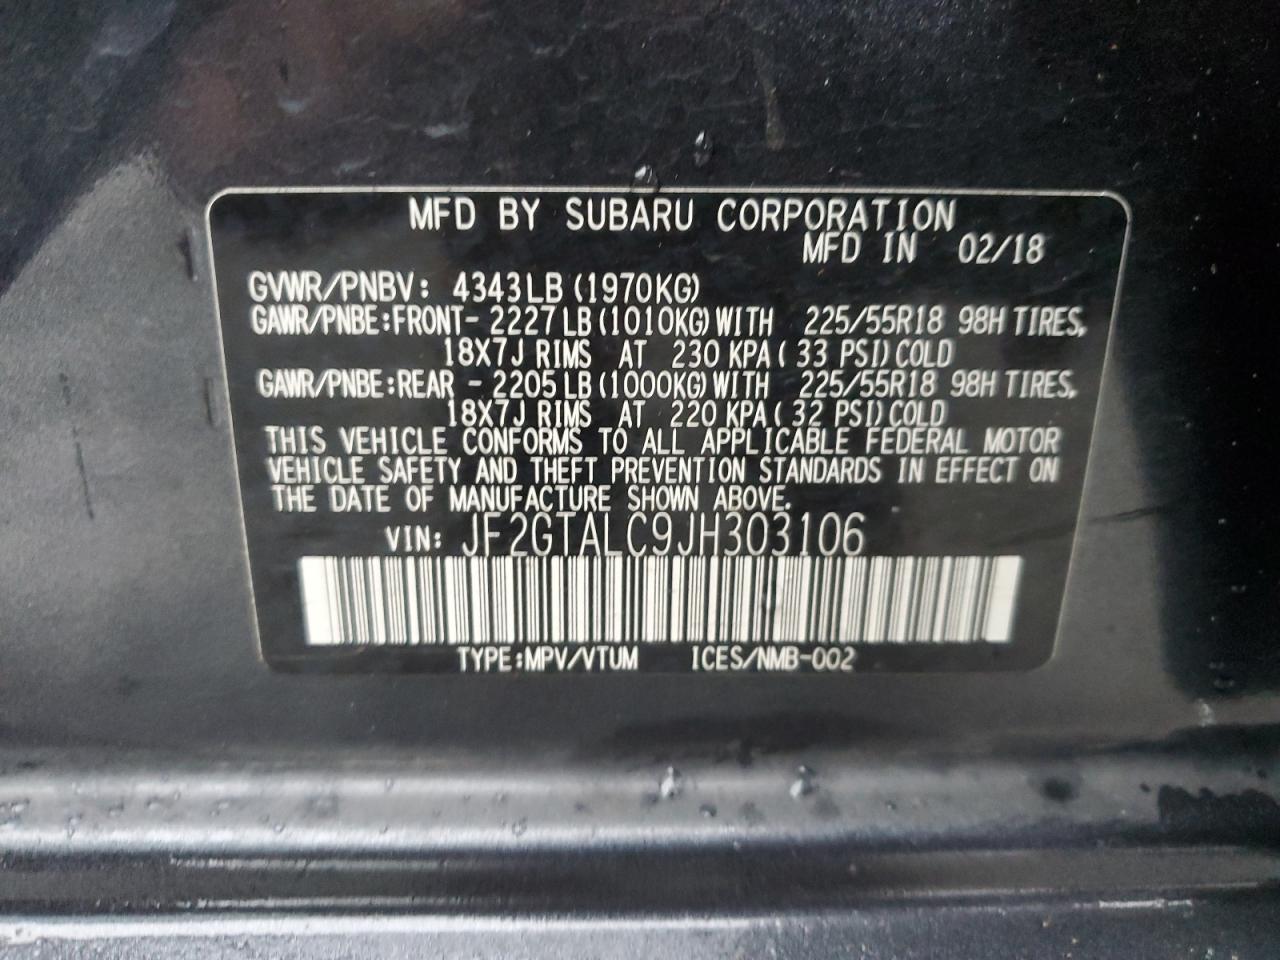 MFD BY SUBARU CORPORATION
MFD IN 02/18
GVWR/PNBV: 4343LB (1970KG)
GAWR/PNBE:FRONT- 2227LB (1010KG) WITH 225/55R18 98H TIRES,
18X7J RIMS AT 230 KPA ( 33 PSI) COLD
GAWR/PNBE:REAR - 2205LB (1000KG) WITH 225/55R18 98H TIRES,
18X7J RIMS AT 220 KPA ( 32 PSI) COLD
THIS VEHICLE CONFORMS TO ALL APPLICABLE FEDERAL MOTOR
VEHICLE SAFETY AND THEFT PREVENTION STANDARDS IN EFFECT ON
THE DATE OF MANUFACTURE SHOWN ABOVE.
VIN: JF2GTALC9JH303106
TYPE:MPV/VTUM ICES/NMB-002